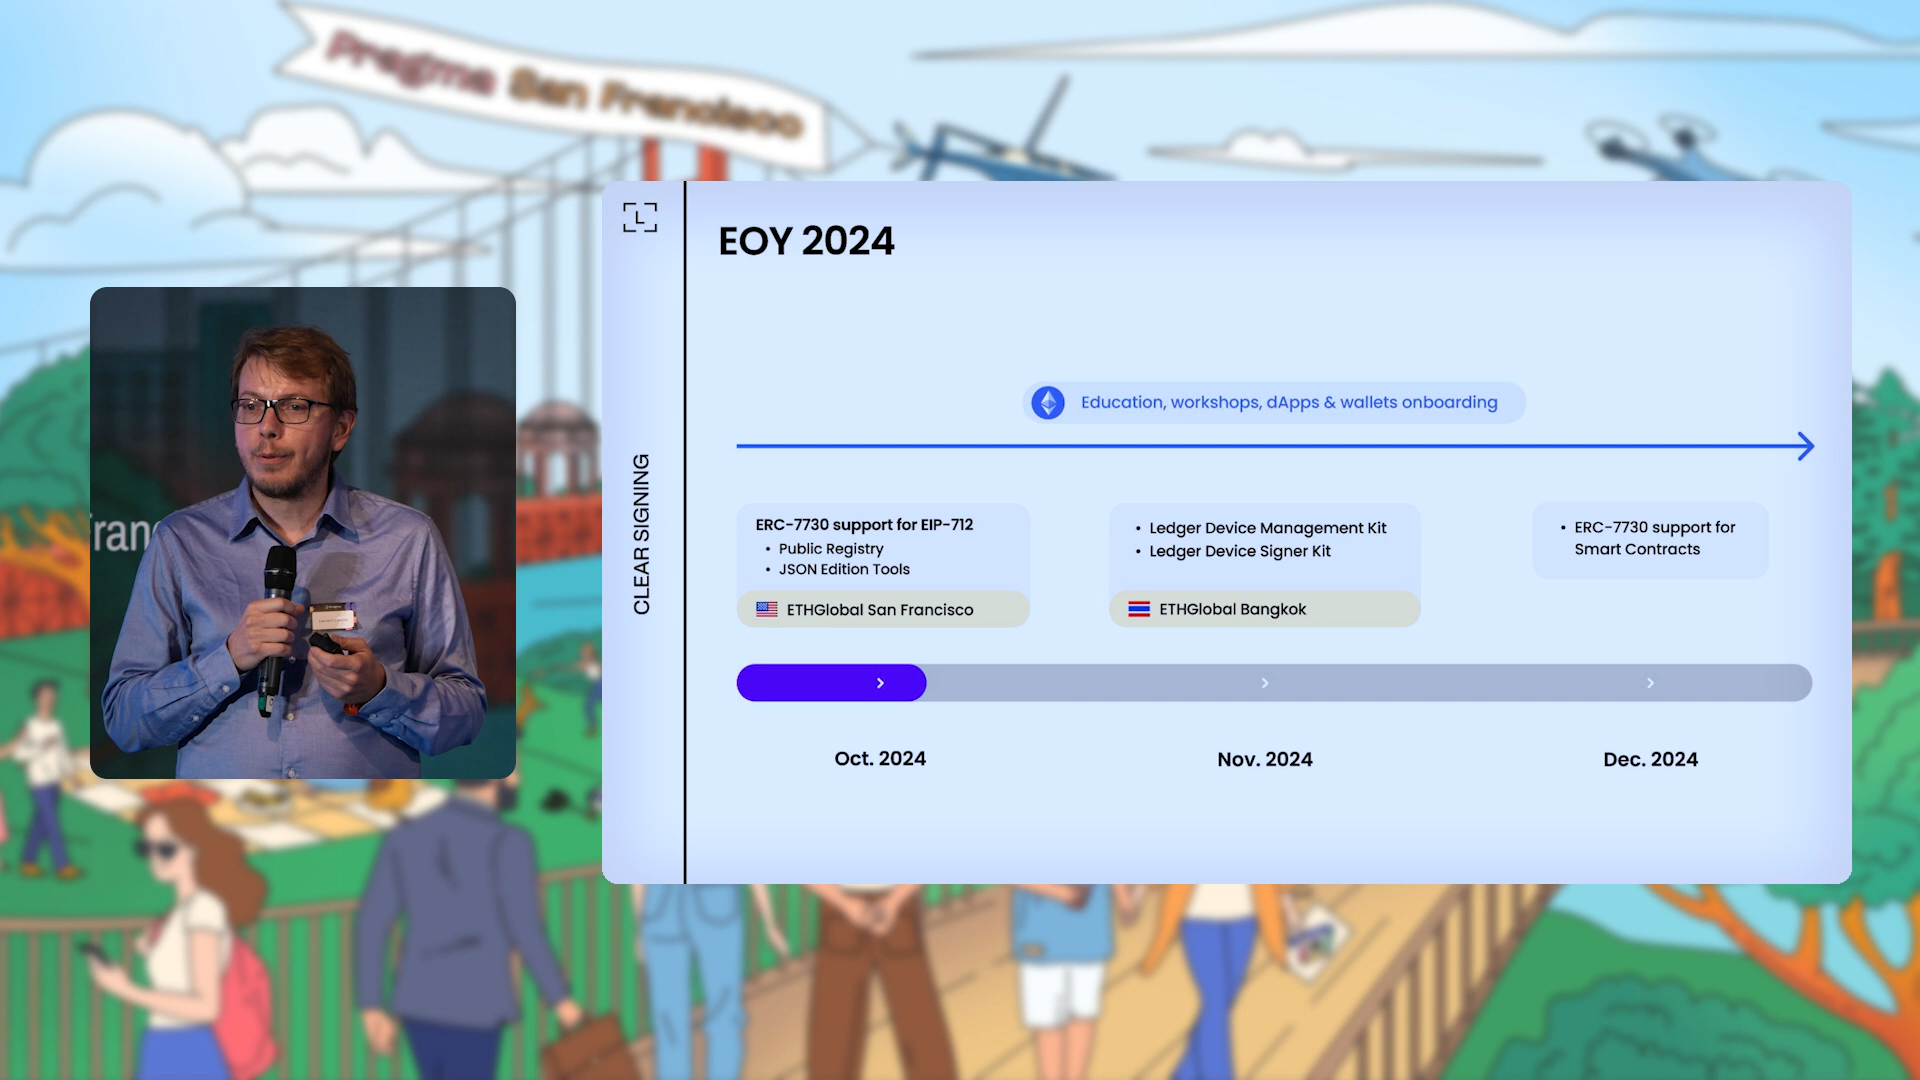 Pragma San Francisco
EOY 2024
CLEAR SIGNING
Education, workshops, dApps & wallets onboarding
ERC-7730 support for EIP-712
• Public Registry
• JSON Edition Tools
ETHGlobal San Francisco
• Ledger Device Management Kit
• Ledger Device Signer Kit
ETHGlobal Bangkok
• ERC-7730 support for
Smart Contracts
Oct. 2024
Nov. 2024
Dec. 2024